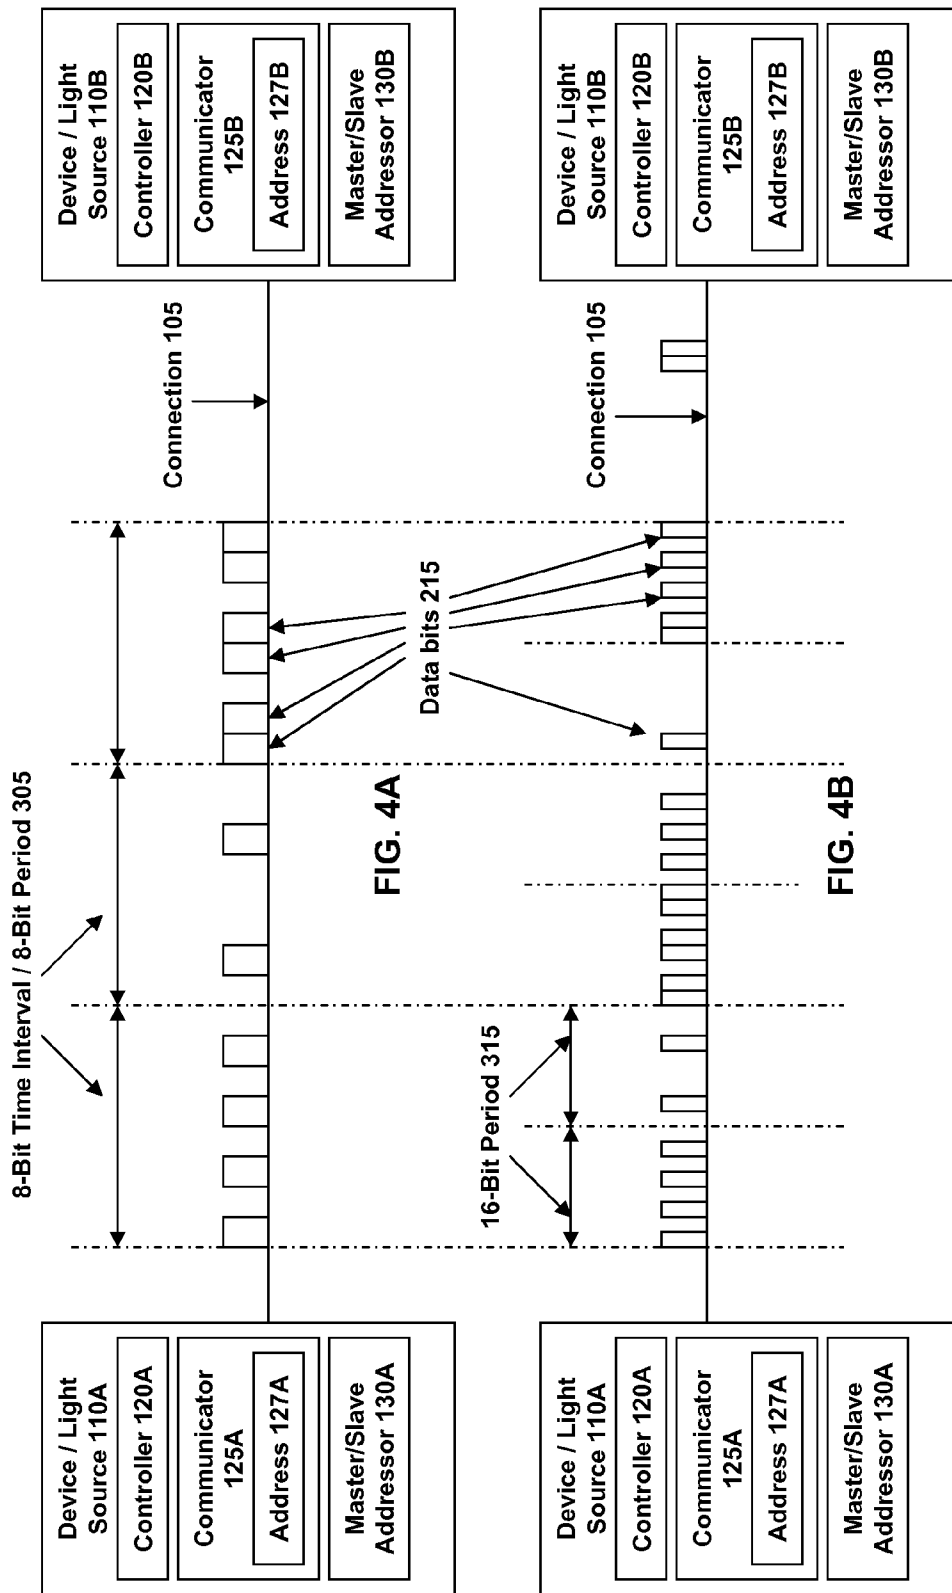 8-Bit Time Interval / 8-Bit Period 305
Device / Light
Source 110A
Controller 120A
Communicator
125A
Address 127A
Master/Slave
Addressor 130A
Connection 105
Device / Light
Source 110B
Controller 120B
Communicator
125B
Address 127B
Master/Slave
Addressor 130B
FIG. 4A
Data bits 215
16-Bit Period 315
Device / Light
Source 110A
Controller 120A
Communicator
125A
Address 127A
Master/Slave
Addressor 130A
Connection 105
Device / Light
Source 110B
Controller 120B
Communicator
125B
Address 127B
Master/Slave
Addressor 130B
FIG. 4B